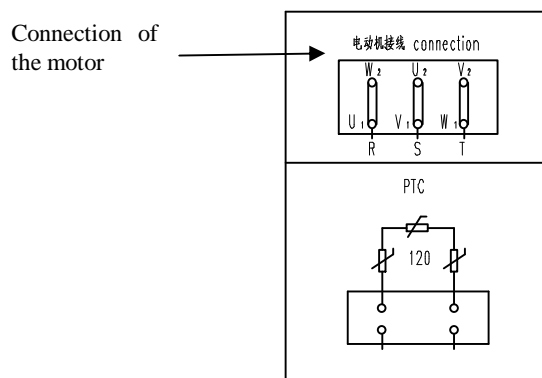 Connection of
the motor
电动机接线 connection
W2 U2 V2
U1 V1 W1
R S T
PTC
120